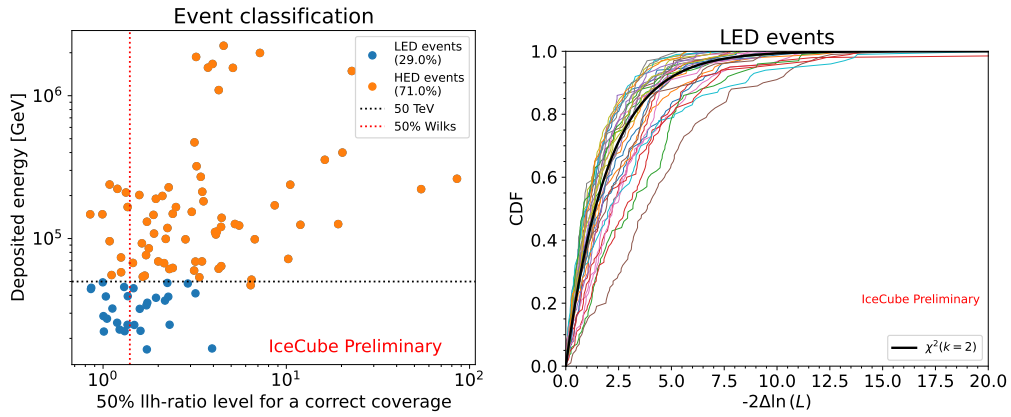 Event classification
Deposited energy [GeV]
10^6
10^5
LED events
(29.0%)
HED events
(71.0%)
50 TeV
50% Wilks
IceCube Preliminary
10^0 10^1 10^2
50% llh-ratio level for a correct coverage
LED events
CDF
1.0
0.8
0.6
0.4
0.2
0.0
IceCube Preliminary
χ²(k = 2)
0.0 2.5 5.0 7.5 10.0 12.5 15.0 17.5 20.0
-2Δln (L)